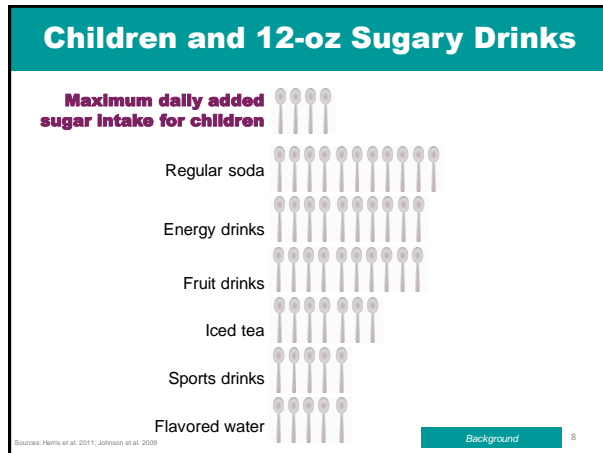 Children and 12-oz Sugary Drinks
Maximum daily added
sugar intake for children
Regular soda
Energy drinks
Fruit drinks
Iced tea
Sports drinks
Flavored water
Sources: Harris et al. 2011; Johnson et al. 2009
Background
8